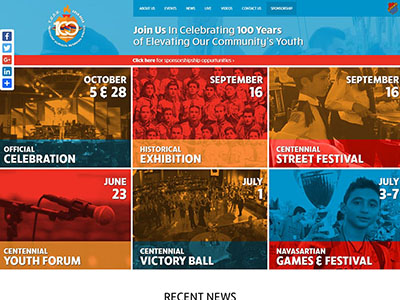 ABOUT US EVENTS NEWS LIVE VIDEOS CONTACT US SPONSORSHIP
Join Us In Celebrating 100 Years
of Elevating Our Community's Youth
Click here for sponsorshipship opportunities ›
OCTOBER
5 & 28
OFFICIAL
CELEBRATION
SEPTEMBER
16
HISTORICAL
EXHIBITION
SEPTEMBER
16
CENTENNIAL
STREET FESTIVAL
JUNE
23
CENTENNIAL
YOUTH FORUM
JULY
1
CENTENNIAL
VICTORY BALL
JULY
3-7
NAVASARTIAN
GAMES & FESTIVAL
RECENT NEWS